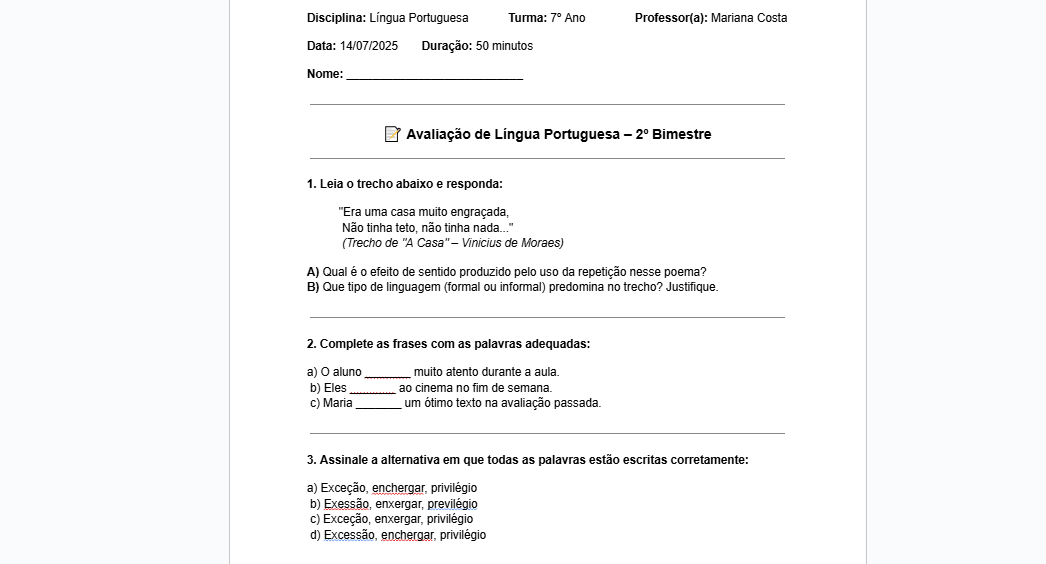 Disciplina: Língua Portuguesa Turma: 7º Ano Professor(a): Mariana Costa
Data: 14/07/2025 Duração: 50 minutos
Nome: ___________________________
📝 Avaliação de Língua Portuguesa – 2º Bimestre
1. Leia o trecho abaixo e responda:
"Era uma casa muito engraçada,
Não tinha teto, não tinha nada..."
(Trecho de "A Casa" – Vinicius de Moraes)
A) Qual é o efeito de sentido produzido pelo uso da repetição nesse poema?
B) Que tipo de linguagem (formal ou informal) predomina no trecho? Justifique.
2. Complete as frases com as palavras adequadas:
a) O aluno _______ muito atento durante a aula.
b) Eles _______ ao cinema no fim de semana.
c) Maria _______ um ótimo texto na avaliação passada.
3. Assinale a alternativa em que todas as palavras estão escritas corretamente:
a) Exceção, enchergar, privilégio
b) Exessão, enxergar, previlégio
c) Exceção, enxergar, privilégio
d) Excessão, enchergar, privilégio